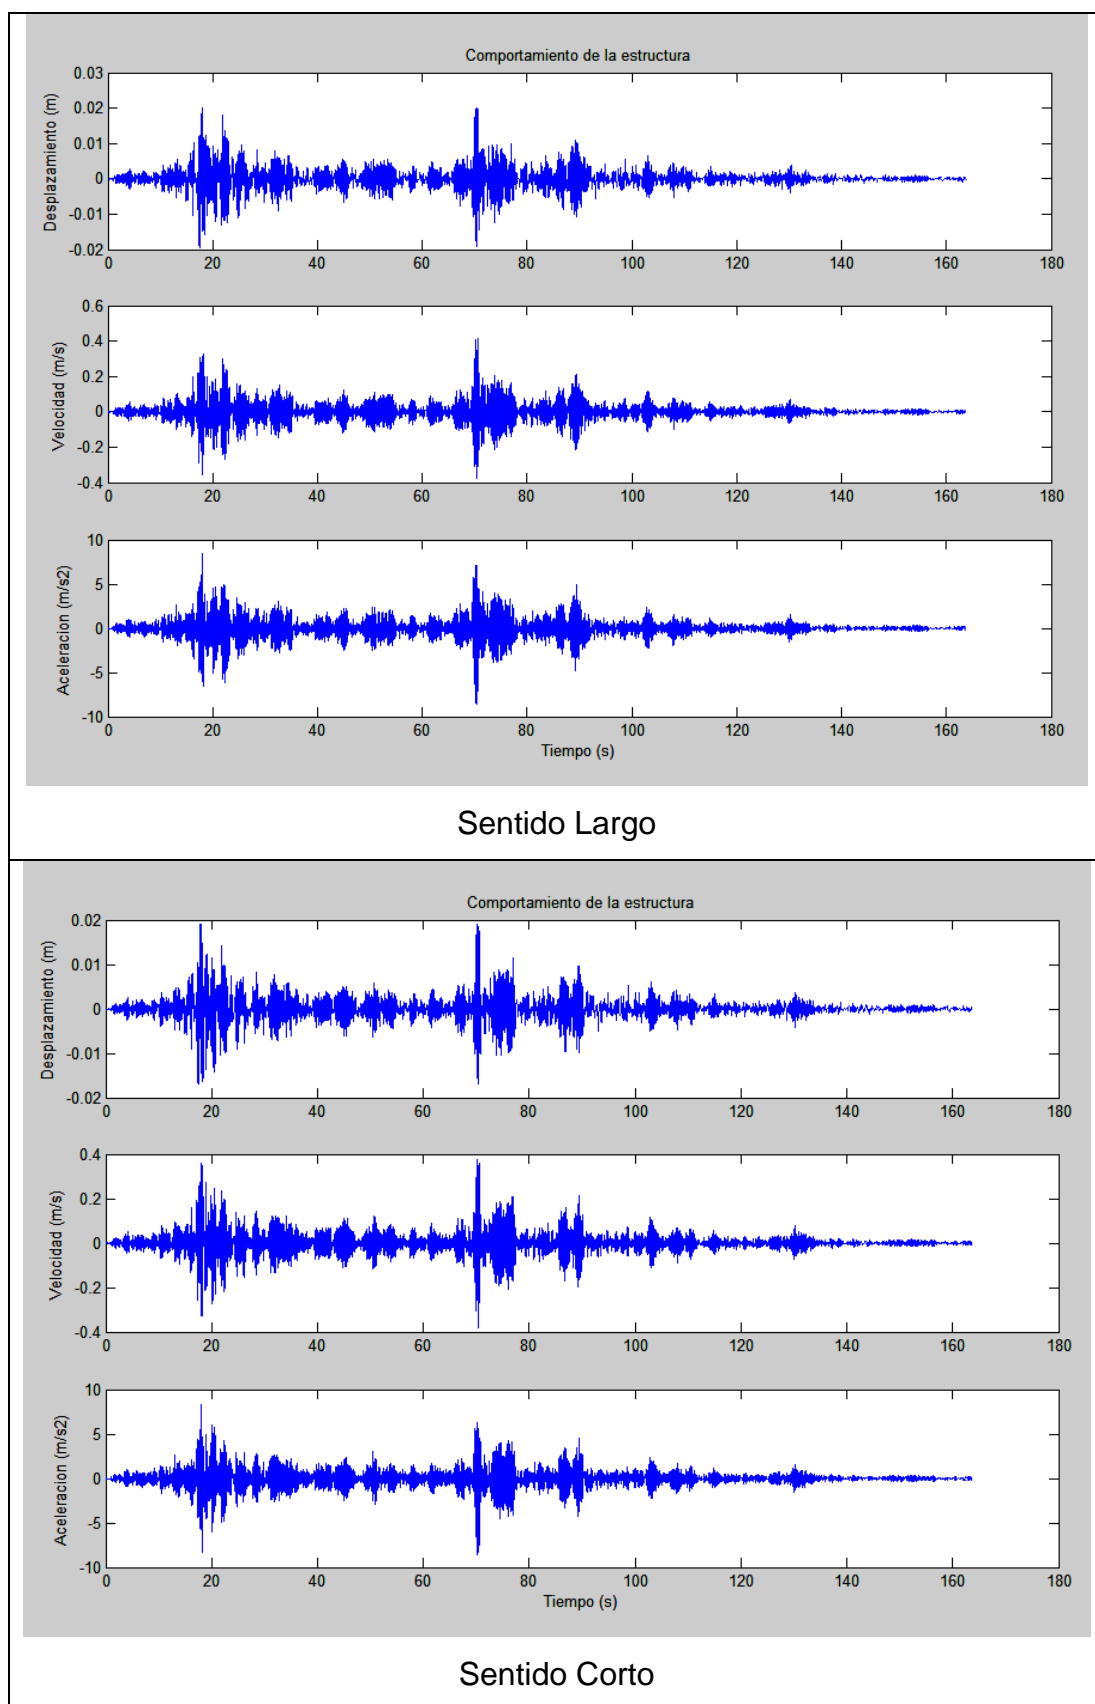 Comportamiento de la estructura
0.03
0.02
0.01
0
-0.01
-0.02
Desplazamiento (m)
0 20 40 60 80 100 120 140 160 180
0.6
0.4
0.2
0
-0.2
-0.4
Velocidad (m/s)
0 20 40 60 80 100 120 140 160 180
10
5
0
-5
-10
Aceleracion (m/s2)
0 20 40 60 80 100 120 140 160 180
Tiempo (s)
Sentido Largo
Comportamiento de la estructura
0.02
0.01
0
-0.01
-0.02
Desplazamiento (m)
0 20 40 60 80 100 120 140 160 180
0.4
0.2
0
-0.2
-0.4
Velocidad (m/s)
0 20 40 60 80 100 120 140 160 180
10
5
0
-5
-10
Aceleracion (m/s2)
0 20 40 60 80 100 120 140 160 180
Tiempo (s)
Sentido Corto